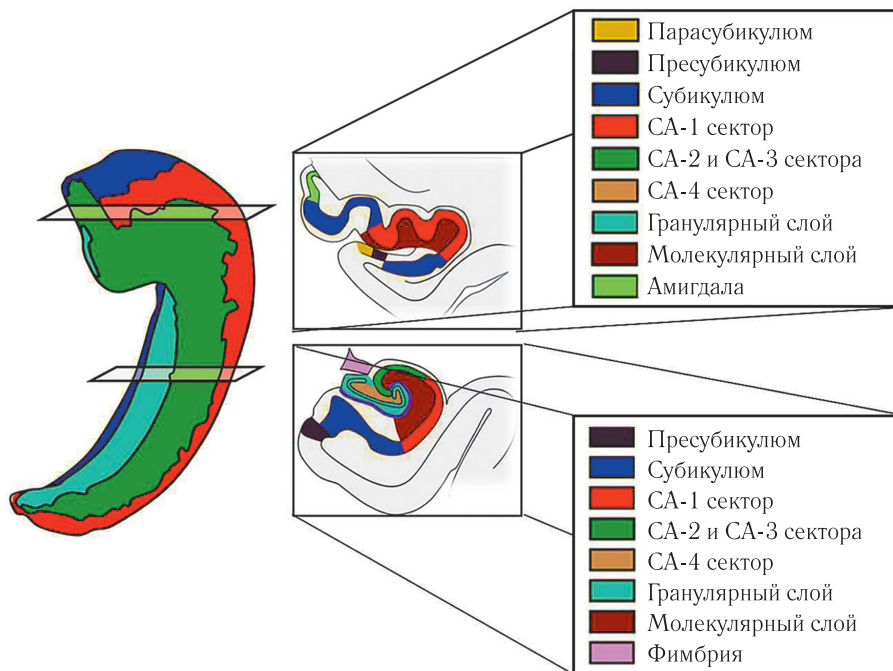 Парасубикулюм
Пресубикулюм
Субикулюм
СА-1 сектор
СА-2 и СА-3 сектора
СА-4 сектор
Гранулярный слой
Молекулярный слой
Амигдала
Пресубикулюм
Субикулюм
СА-1 сектор
СА-2 и СА-3 сектора
СА-4 сектор
Гранулярный слой
Молекулярный слой
Фимбрия